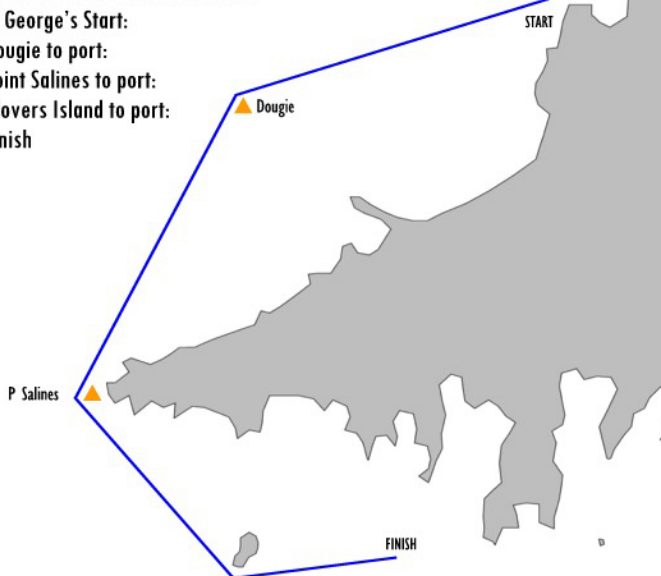 George's Start:
ougie to port:
oint Salines to port:
overs Island to port:
nish
START
Dougie
P Salines
FINISH